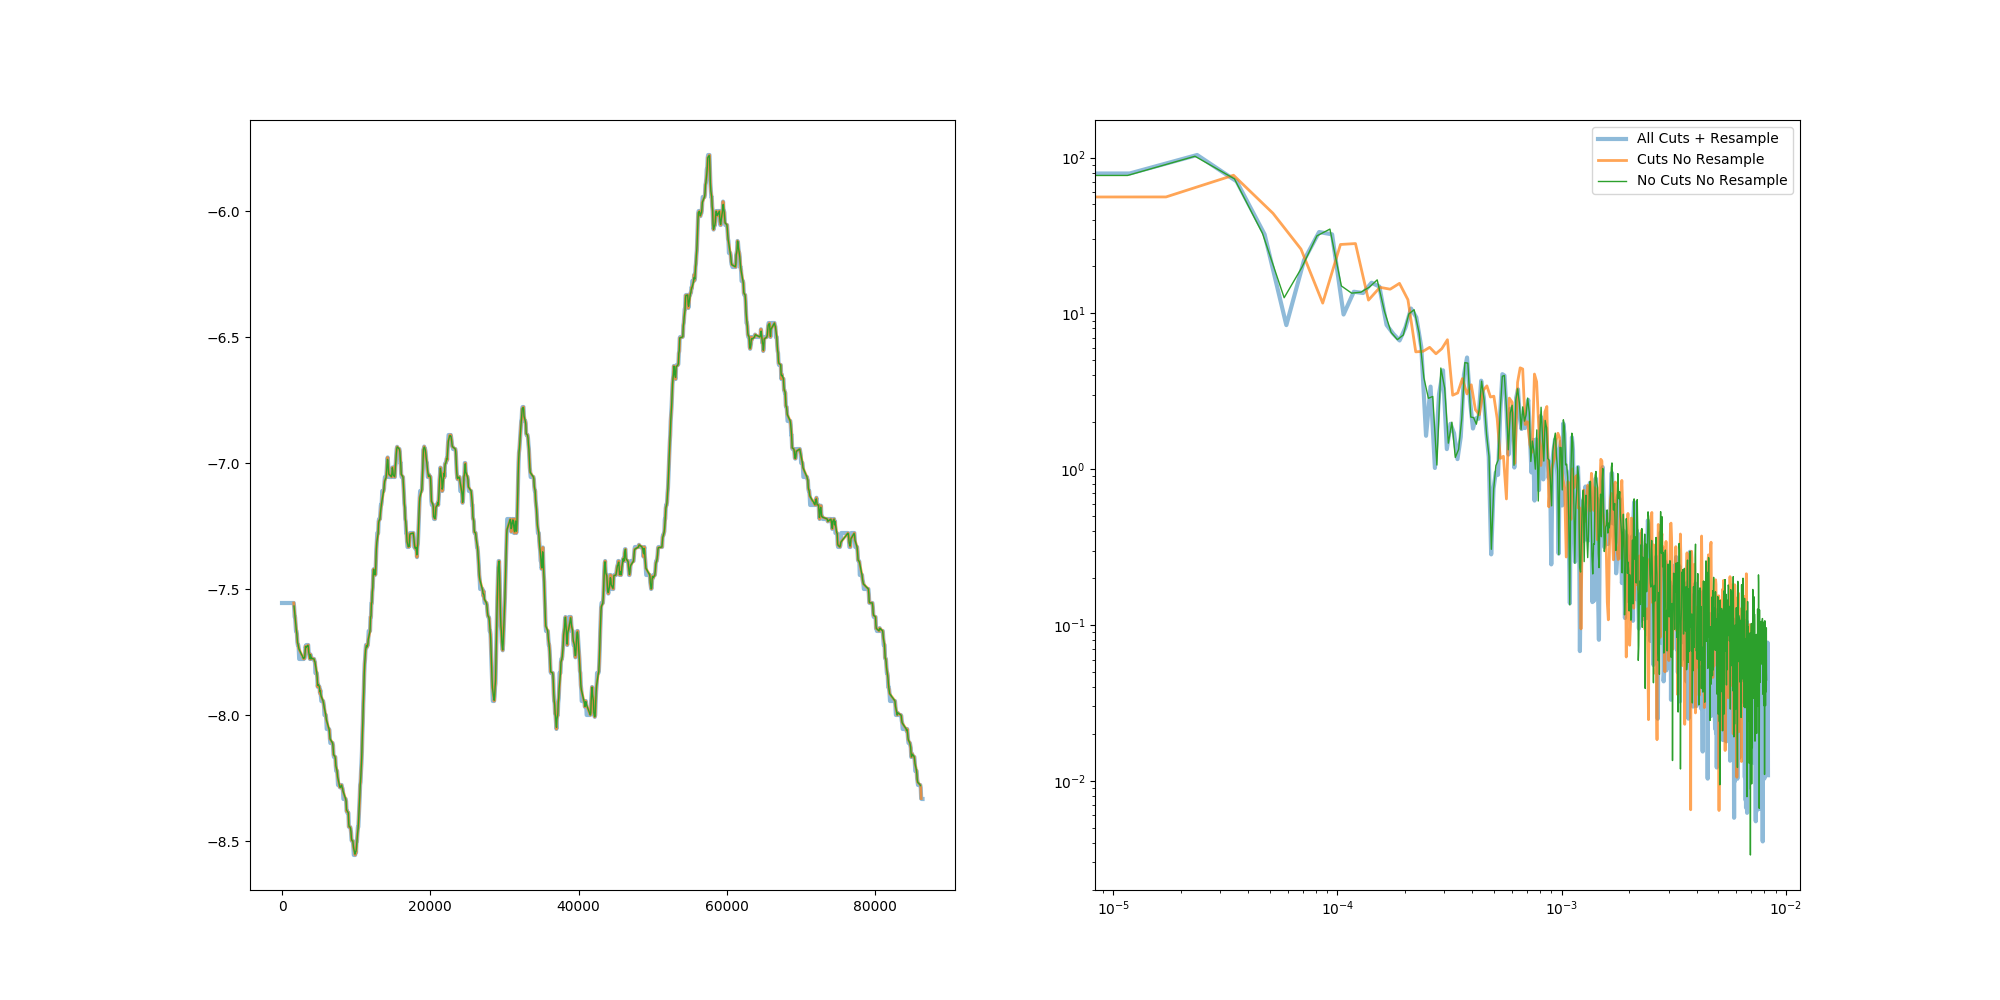 −6.0
−6.5
−7.0
−7.5
−8.0
−8.5
0 20000 40000 60000 80000
All Cuts + Resample
Cuts No Resample
No Cuts No Resample
10²
10¹
10⁰
10⁻¹
10⁻²
10⁻⁵ 10⁻⁴ 10⁻³ 10⁻²